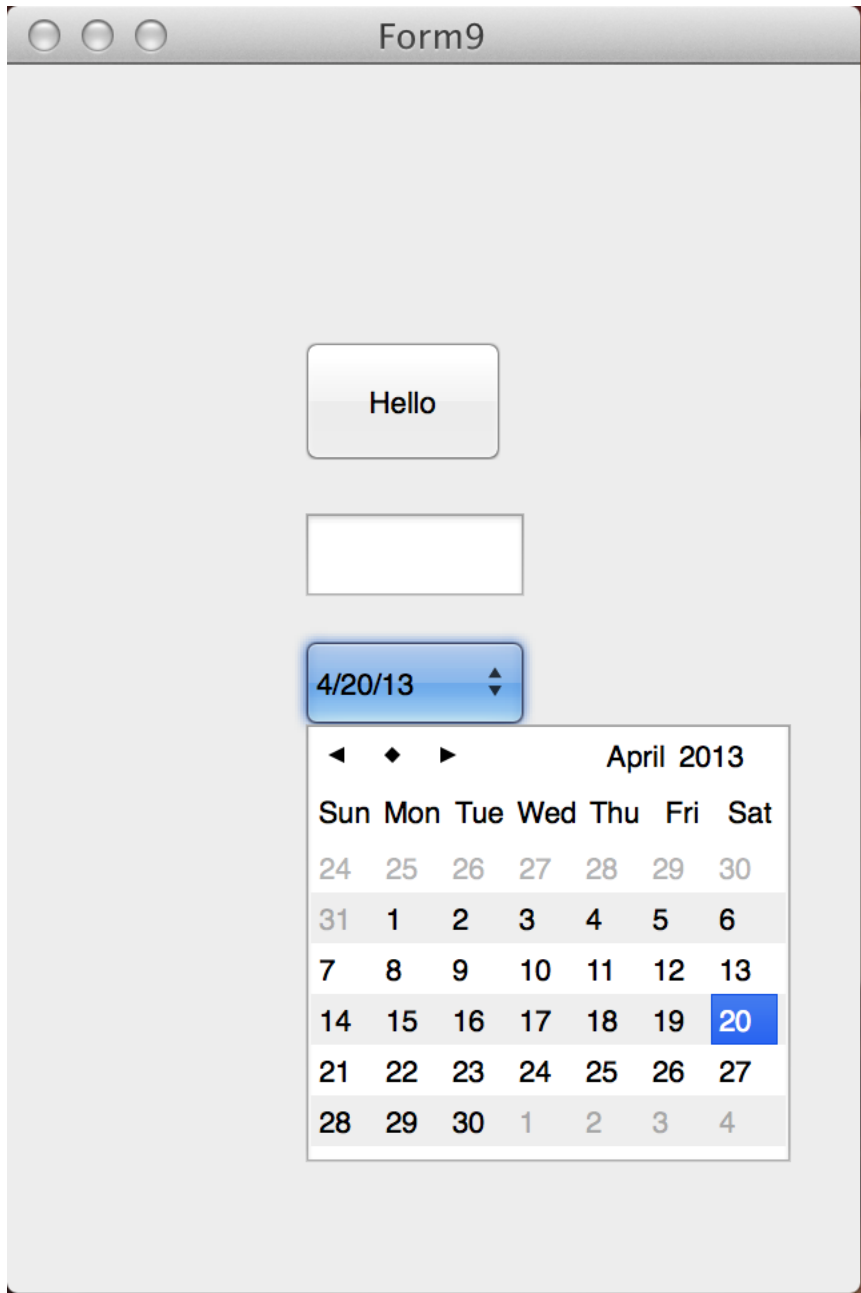 Form9
Hello
4/20/13
April 2013
Sun Mon Tue Wed Thu Fri Sat
24 25 26 27 28 29 30
31 1 2 3 4 5 6
7 8 9 10 11 12 13
14 15 16 17 18 19 20
21 22 23 24 25 26 27
28 29 30 1 2 3 4